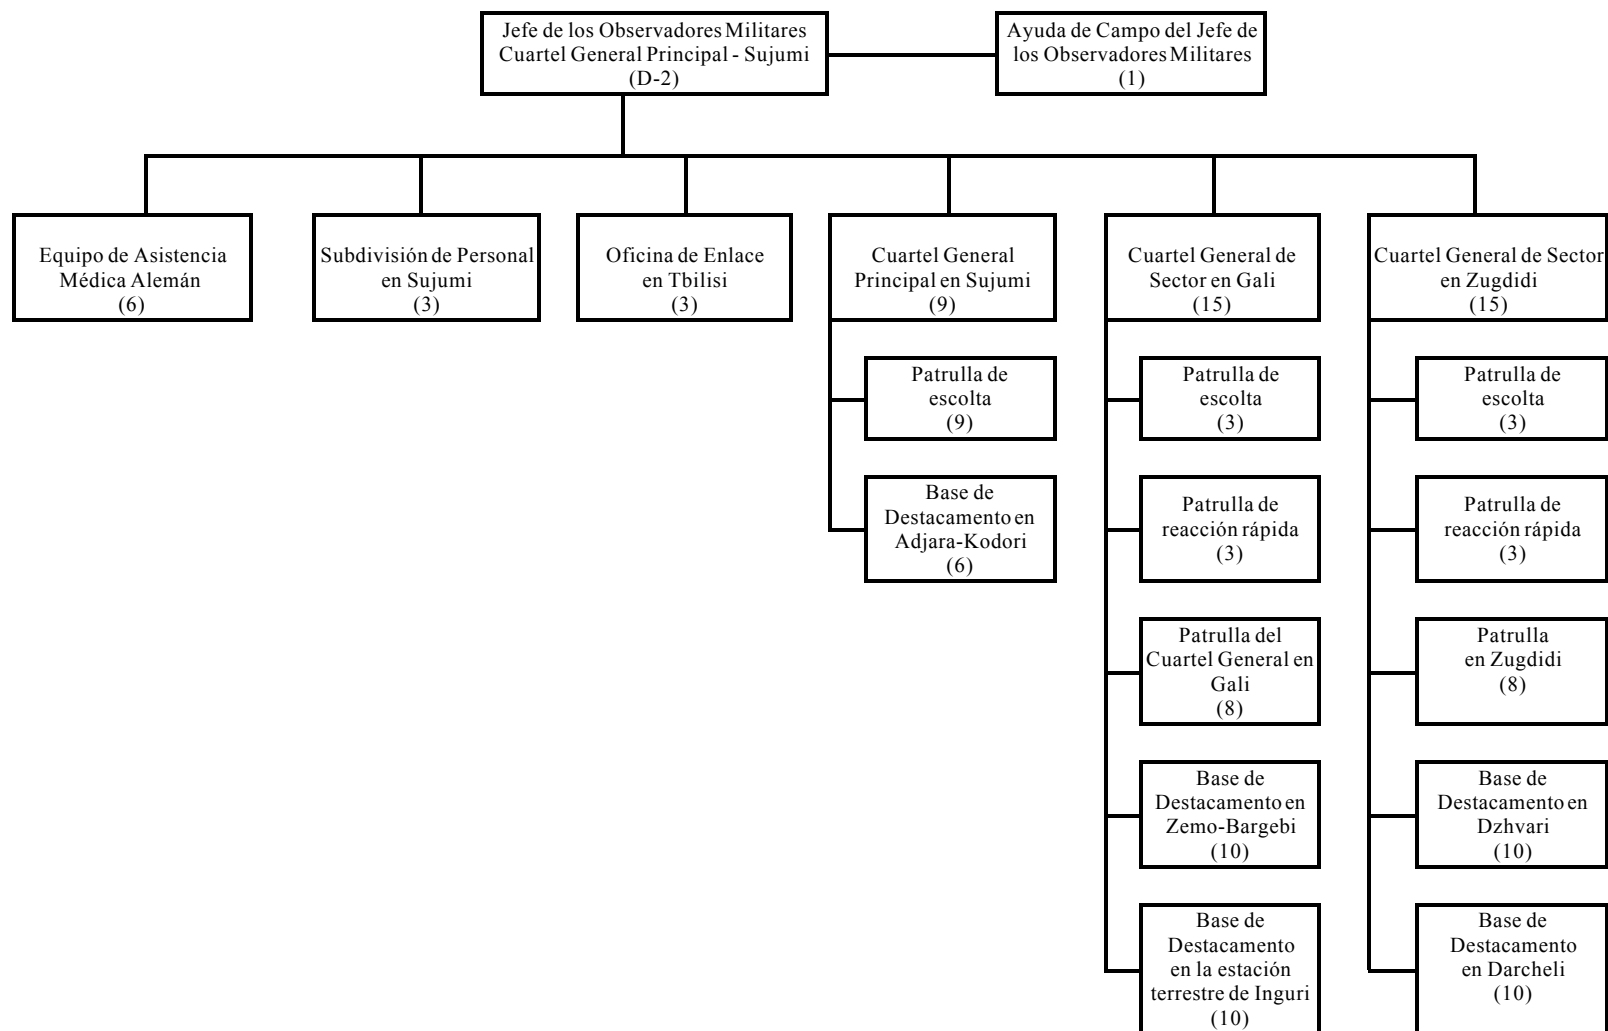 Jefe de los Observadores Militares
Cuartel General Principal - Sujumi
(D-2)
Ayuda de Campo del Jefe de
los Observadores Militares
(1)
Equipo de Asistencia
Médica Alemán
(6)
Subdivisión de Personal
en Sujumi
(3)
Oficina de Enlace
en Tbilisi
(3)
Cuartel General
Principal en Sujumi
(9)
Cuartel General de
Sector en Gali
(15)
Cuartel General de Sector
en Zugdidi
(15)
Patrulla de
escolta
(9)
Base de
Destacamento en
Adjara-Kodori
(6)
Patrulla de
escolta
(3)
Patrulla de
reacción rápida
(3)
Patrulla del
Cuartel General en
Gali
(8)
Base de
Destacamento en
Zemo-Bargebi
(10)
Base de
Destacamento
en la estación
terrestre de Inguri
(10)
Patrulla de
escolta
(3)
Patrulla de
reacción rápida
(3)
Patrulla
en Zugdidi
(8)
Base de
Destacamento en
Dzhvari
(10)
Base de
Destacamento
en Darcheli
(10)